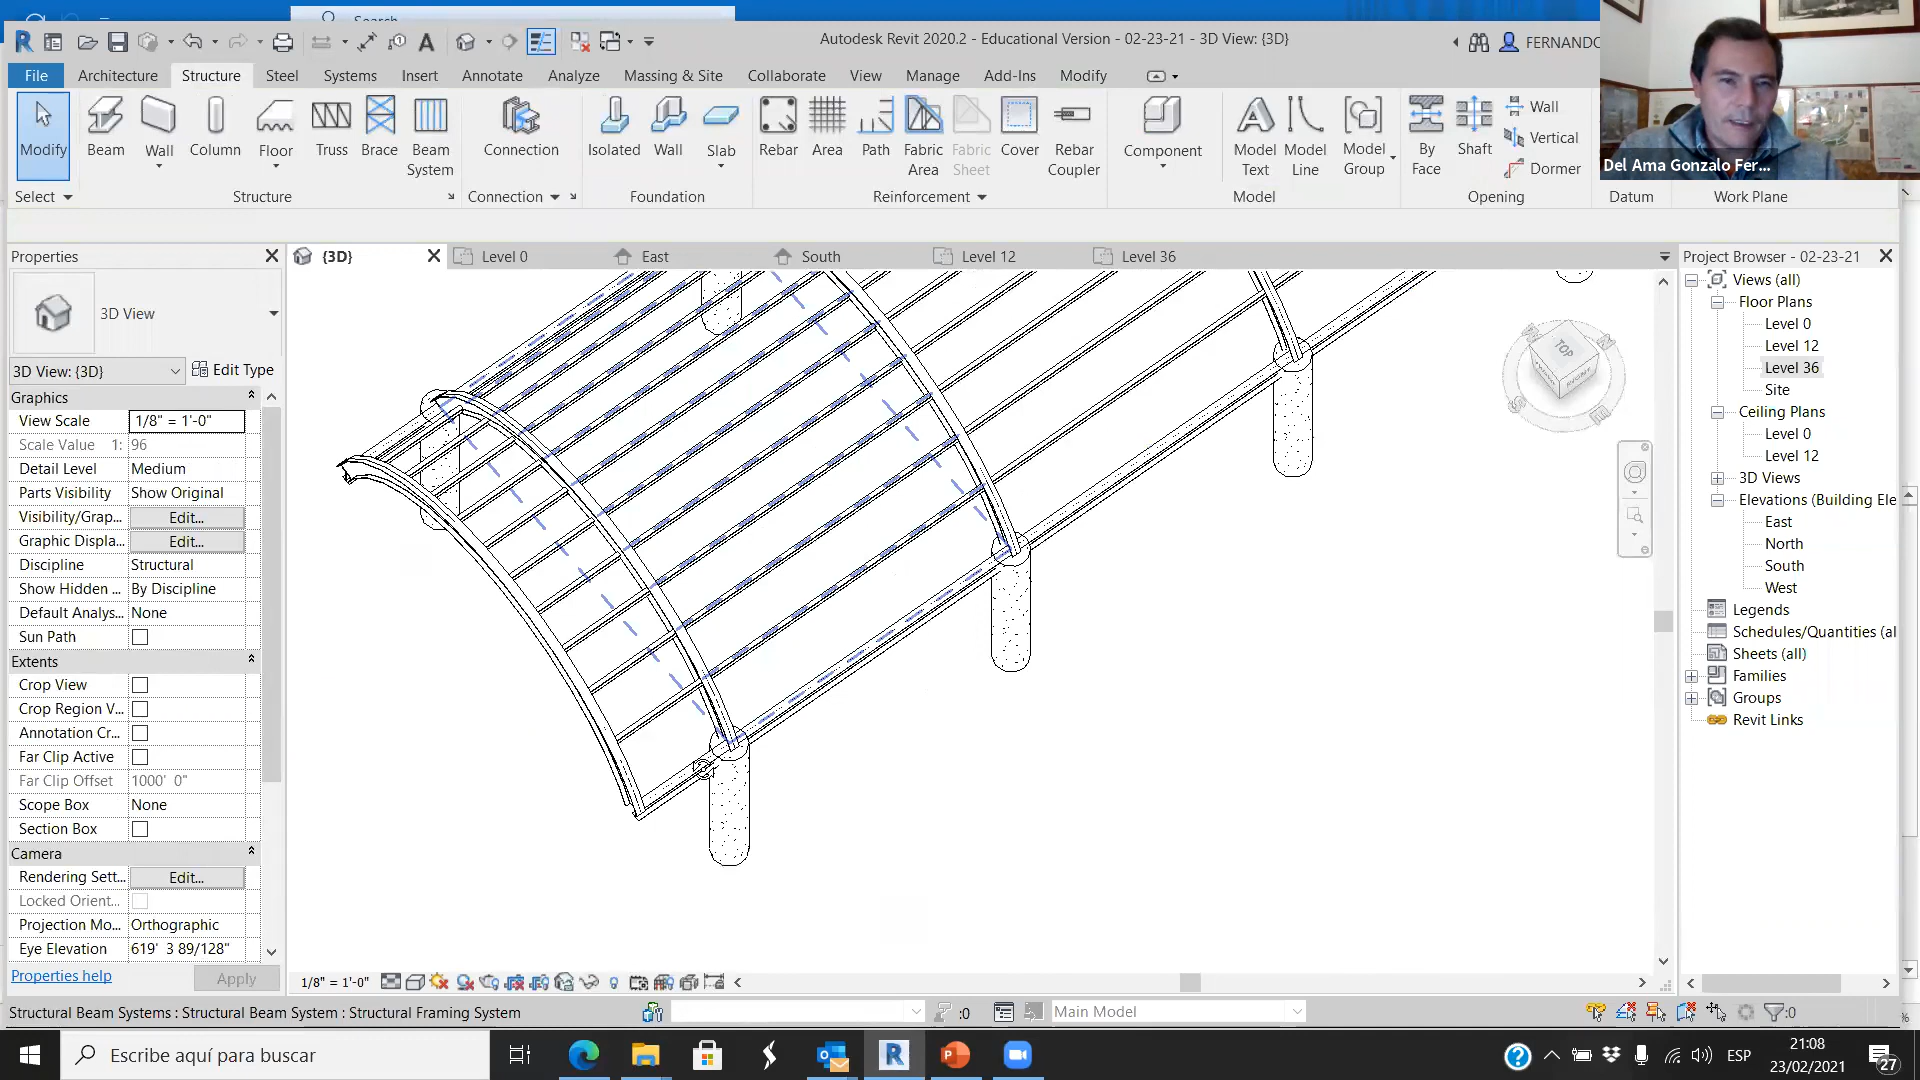 Search
Autodesk Revit 2020.2 - Educational Version - 02-23-21 - 3D View: {3D}
FERNANDO
File Architecture Structure Steel Systems Insert Annotate Analyze Massing & Site Collaborate View Manage Add-Ins Modify
Modify Beam Wall Column Floor Truss Brace Beam System Connection Isolated Wall Slab Rebar Area Path Fabric Area Fabric Sheet Cover Rebar Coupler Component Model Text Model Line Model Group By Face Shaft Wall Vertical Dormer
Select Structure Connection Foundation Reinforcement Model Opening Datum Work Plane
Del Ama Gonzalo Fer...
Properties
{3D} Level 0 East South Level 12 Level 36
Project Browser - 02-23-21
3D View
3D View: {3D} Edit Type
Graphics
View Scale 1/8" = 1'-0"
Scale Value 1: 96
Detail Level Medium
Parts Visibility Show Original
Visibility/Grap... Edit...
Graphic Displa... Edit...
Discipline Structural
Show Hidden ... By Discipline
Default Analys... None
Sun Path
Extents
Crop View
Crop Region V...
Annotation Cr...
Far Clip Active
Far Clip Offset 1000' 0"
Scope Box None
Section Box
Camera
Rendering Sett... Edit...
Locked Orient...
Projection Mo... Orthographic
Eye Elevation 619' 3 89/128"
Properties help Apply
TOP
RIGHT
Views (all)
Floor Plans
Level 0
Level 12
Level 36
Site
Ceiling Plans
Level 0
Level 12
3D Views
Elevations (Building Ele
East
North
South
West
Legends
Schedules/Quantities (al
Sheets (all)
Families
Groups
Revit Links
1/8" = 1'-0"
Structural Beam Systems : Structural Beam System : Structural Framing System
:0
Main Model
:0
Escribe aquí para buscar
ESP
21:08
23/02/2021
27